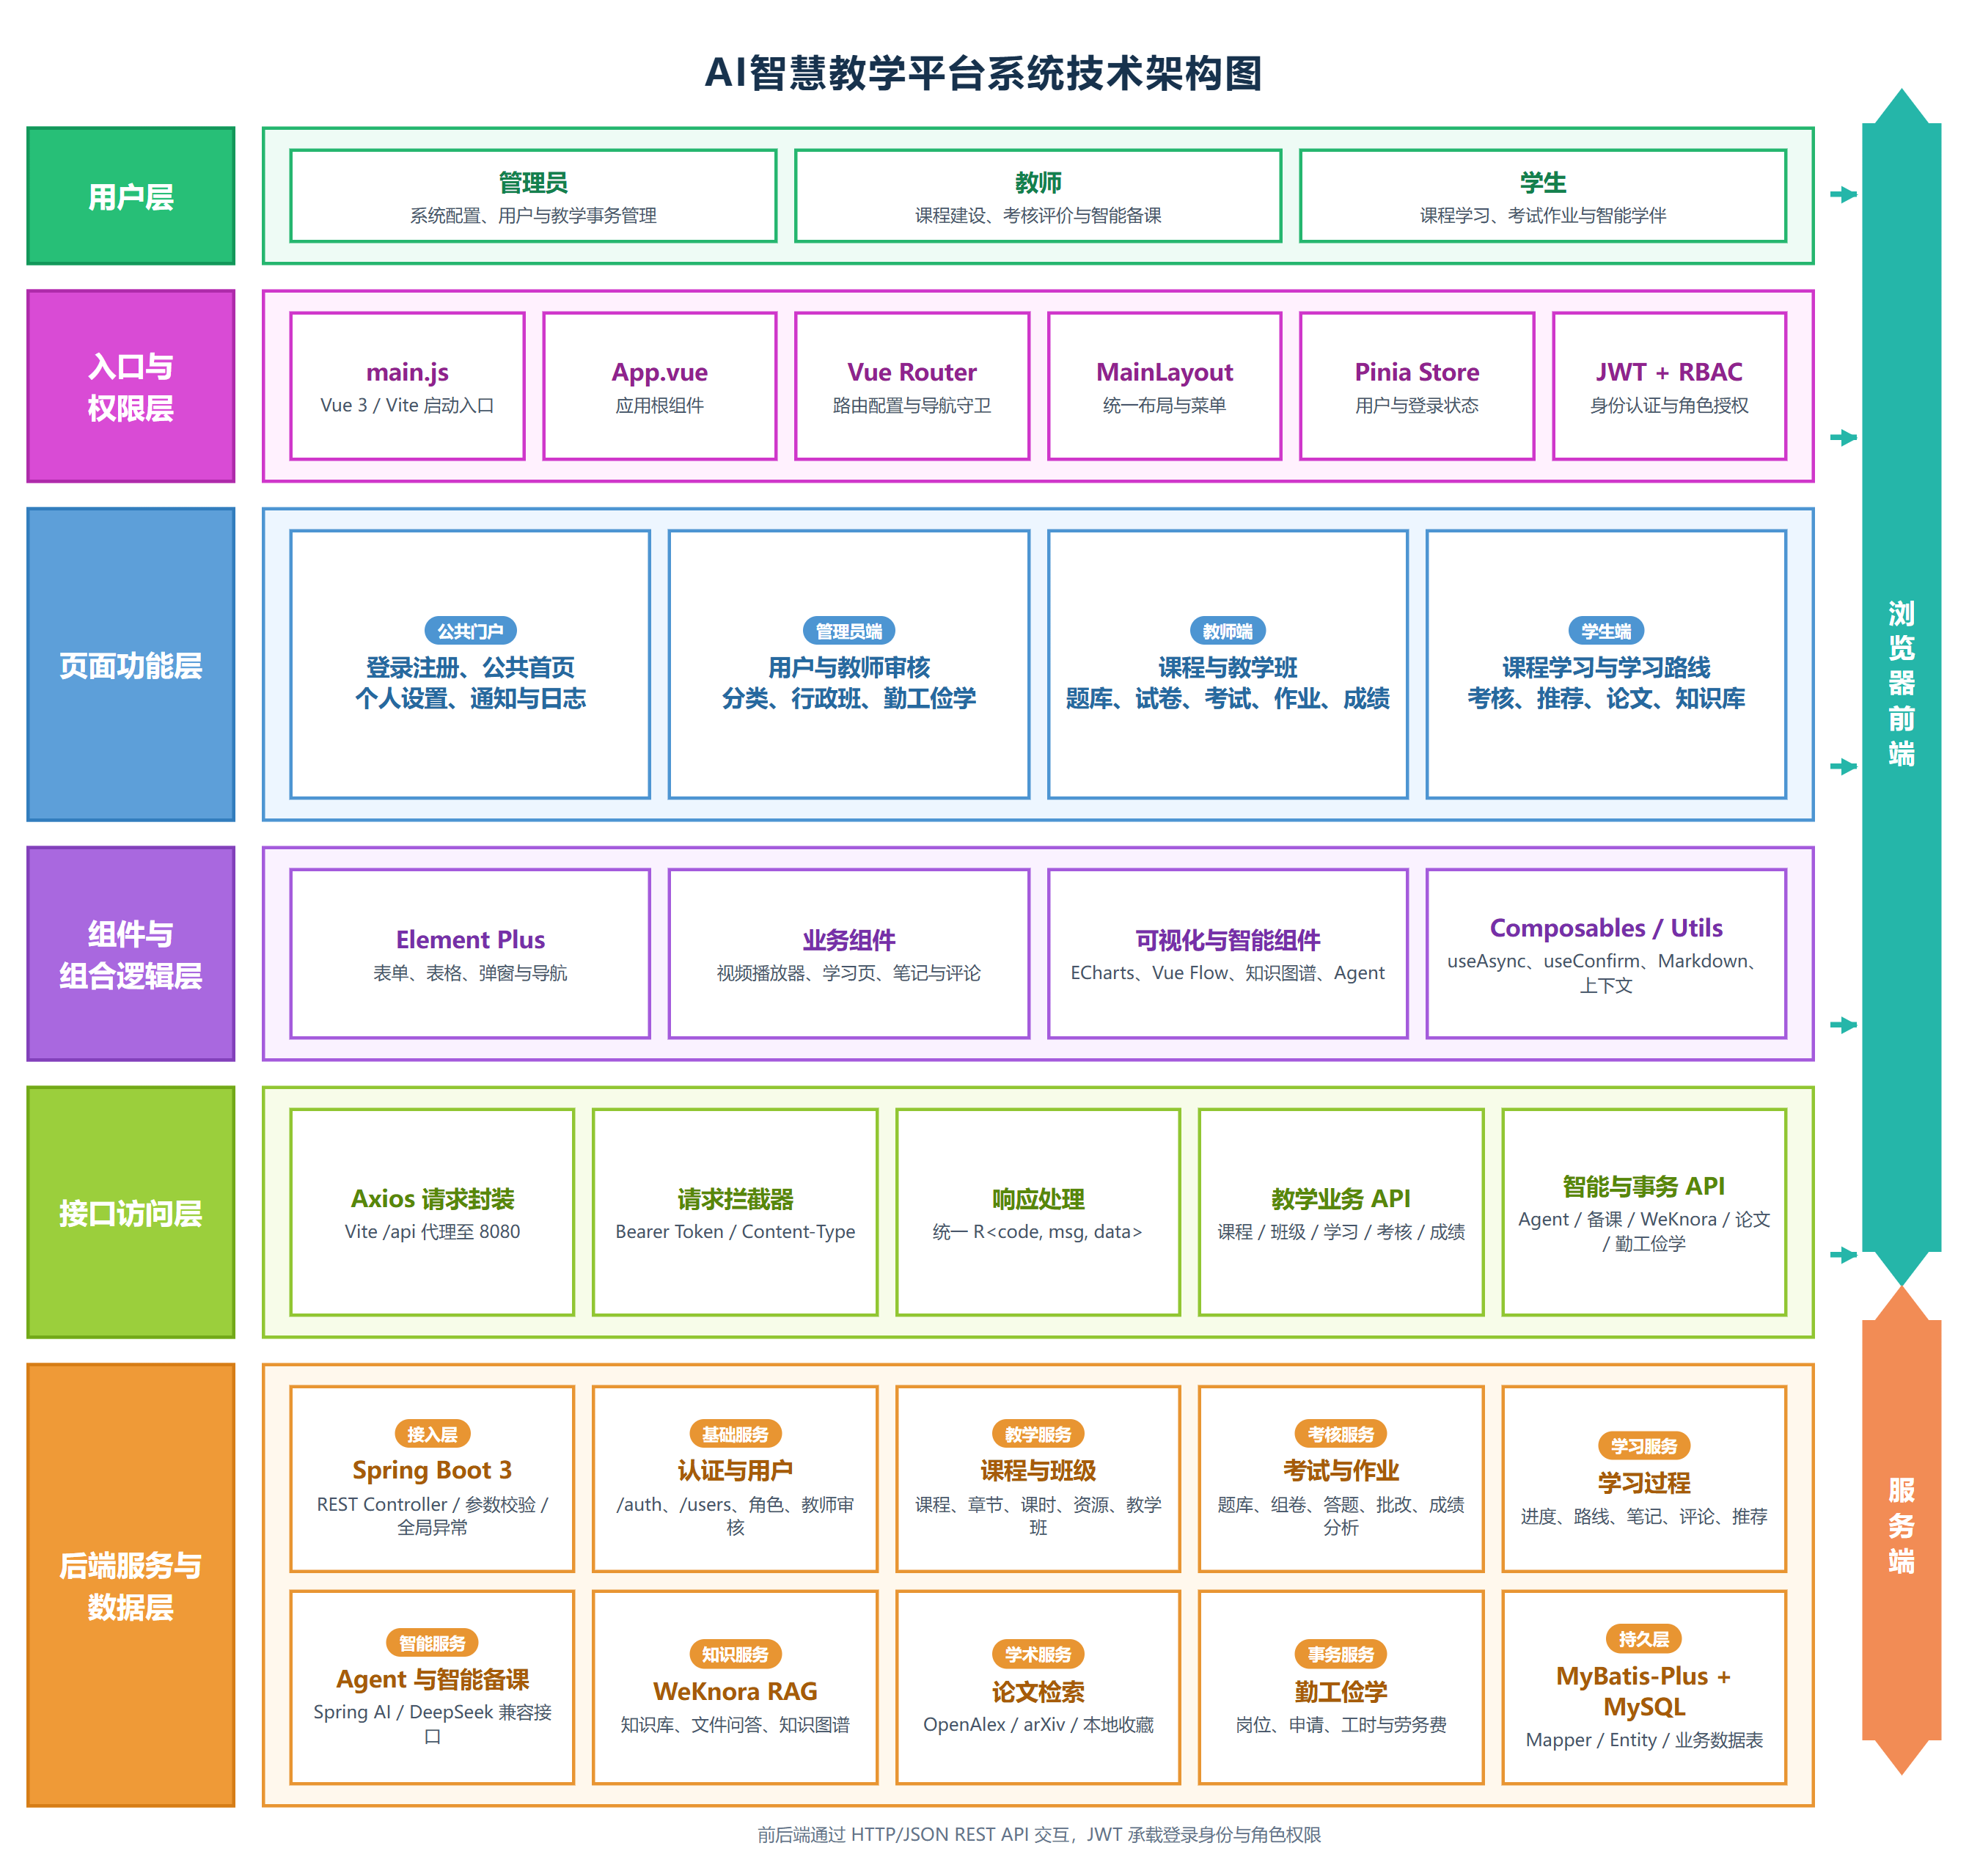 AI智慧教学平台系统技术架构图
用户层
管理员
系统配置、用户与教学事务管理
教师
课程建设、考核评价与智能备课
学生
课程学习、考试作业与智能学伴
入口与
权限层
main.js
Vue 3 / Vite 启动入口
App.vue
应用根组件
Vue Router
路由配置与导航守卫
MainLayout
统一布局与菜单
Pinia Store
用户与登录状态
JWT + RBAC
身份认证与角色授权
页面功能层
公共门户
登录注册、公共首页
个人设置、通知与日志
管理员端
用户与教师审核
分类、行政班、勤工俭学
教师端
课程与教学班
题库、试卷、考试、作业、成绩
学生端
课程学习与学习路线
考核、推荐、论文、知识库
组件与
组合逻辑层
Element Plus
表单、表格、弹窗与导航
业务组件
视频播放器、学习页、笔记与评论
可视化与智能组件
ECharts、Vue Flow、知识图谱、Agent
Composables / Utils
useAsync、useConfirm、Markdown、
上下文
接口访问层
Axios 请求封装
Vite /api 代理至 8080
请求拦截器
Bearer Token / Content-Type
响应处理
统一 R<code, msg, data>
教学业务 API
课程 / 班级 / 学习 / 考核 / 成绩
智能与事务 API
Agent / 备课 / WeKnora / 论文
/ 勤工俭学
后端服务与
数据层
接入层
Spring Boot 3
REST Controller / 参数校验 /
全局异常
基础服务
认证与用户
/auth、/users、角色、教师审
核
教学服务
课程与班级
课程、章节、课时、资源、教学
班
考核服务
考试与作业
题库、组卷、答题、批改、成绩
分析
学习服务
学习过程
进度、路线、笔记、评论、推荐
智能服务
Agent 与智能备课
Spring AI / DeepSeek 兼容接
口
知识服务
WeKnora RAG
知识库、文件问答、知识图谱
学术服务
论文检索
OpenAlex / arXiv / 本地收藏
事务服务
勤工俭学
岗位、申请、工时与劳务费
持久层
MyBatis-Plus +
MySQL
Mapper / Entity / 业务数据表
浏览器前端
服务端
前后端通过 HTTP/JSON REST API 交互，JWT 承载登录身份与角色权限